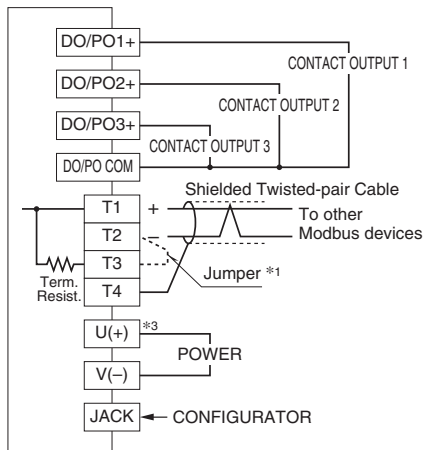 DO/PO1+
CONTACT OUTPUT 1
DO/PO2+
CONTACT OUTPUT 2
DO/PO3+
CONTACT OUTPUT 3
DO/PO COM
Shielded Twisted-pair Cable
T1 +
To other
Modbus devices
T2 –
T3
Term.
Resist.
Jumper *1
T4
U(+) *3
POWER
V(–)
JACK CONFIGURATOR